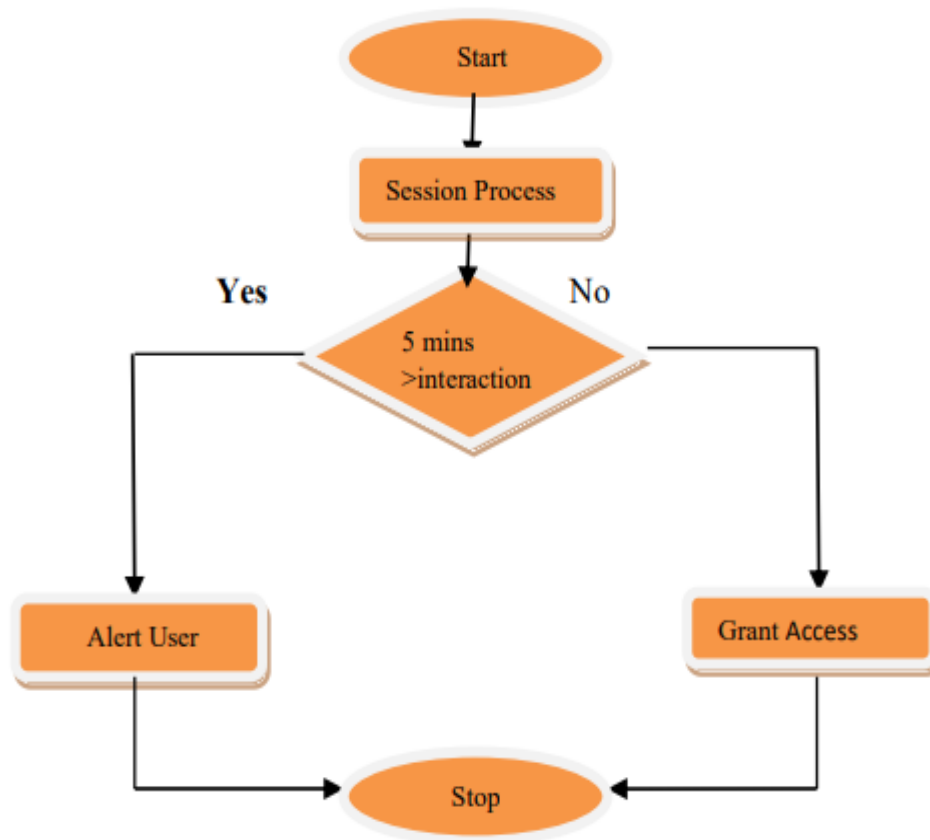 Start
Session Process
Yes
No
5 mins
>interaction
Alert User
Grant Access
Stop